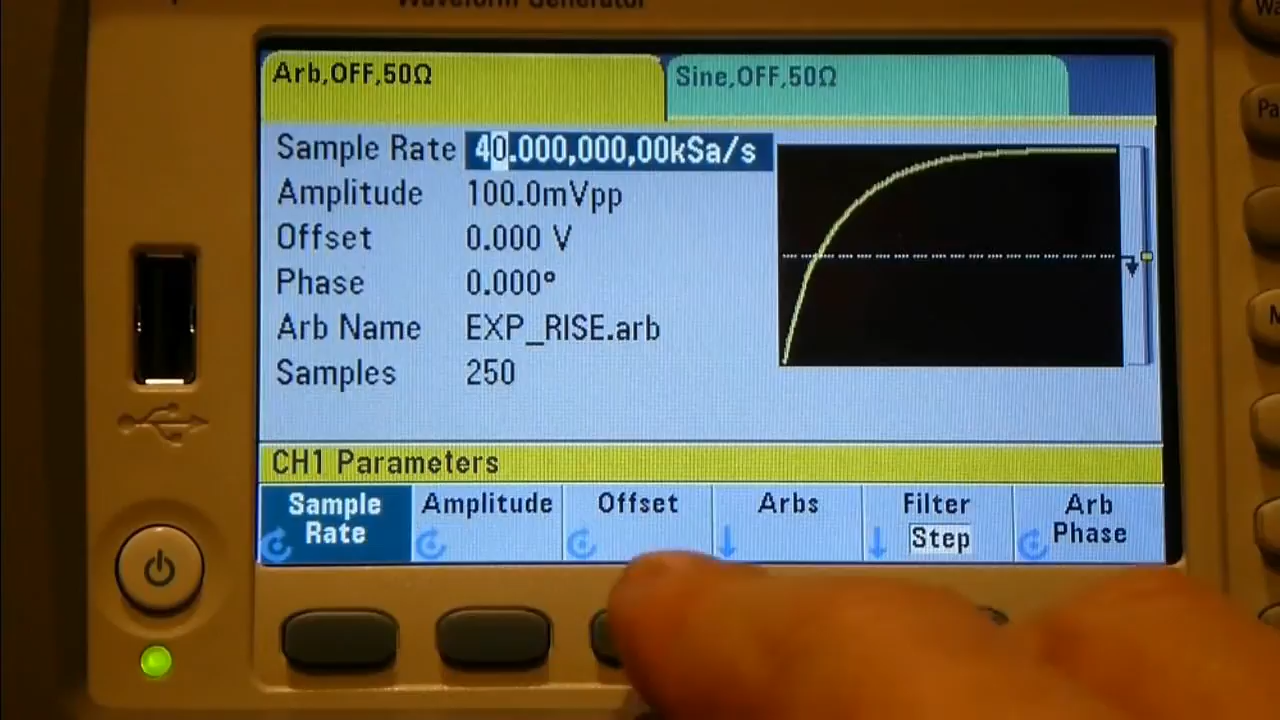 Waveform Generator
Arb,OFF,50Ω
Sine,OFF,50Ω
Sample Rate 40.000,000,00kSa/s
Amplitude 100.0mVpp
Offset 0.000 V
Phase 0.000°
Arb Name EXP_RISE.arb
Samples 250
CH1 Parameters
Sample Rate
Amplitude
Offset
Arbs
Filter
Step
Arb Phase